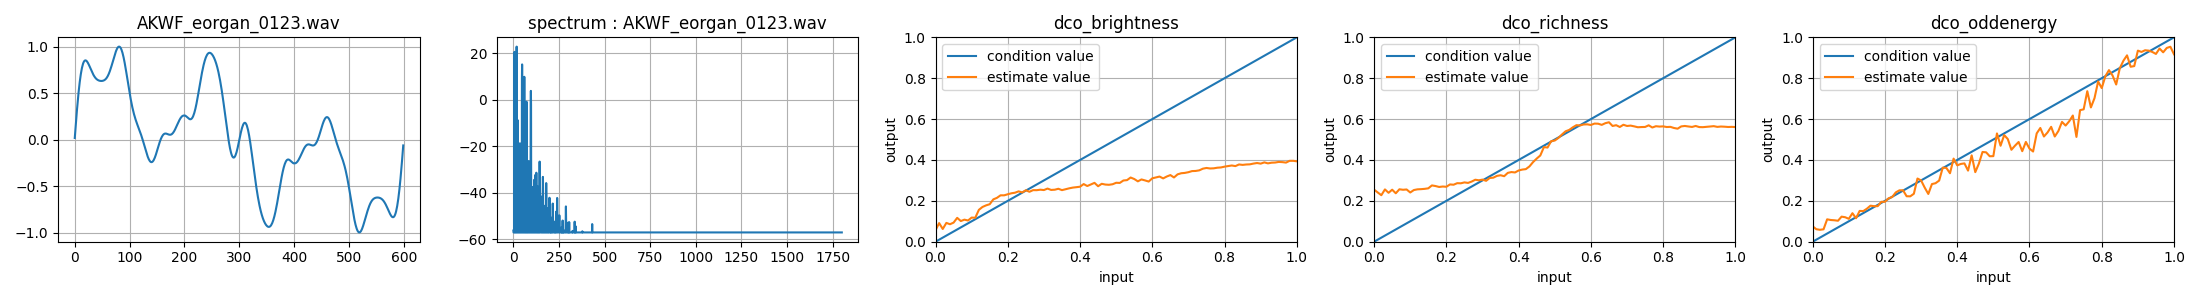 AKWF_eorgan_0123.wav
1.0
0.5
0.0
−0.5
−1.0
0 100 200 300 400 500 600
spectrum : AKWF_eorgan_0123.wav
20
0
−20
−40
−60
0 250 500 750 1000 1250 1500 1750
dco_brightness
condition value
estimate value
output
1.0
0.8
0.6
0.4
0.2
0.0
0.0 0.2 0.4 0.6 0.8 1.0
input
dco_richness
condition value
estimate value
output
1.0
0.8
0.6
0.4
0.2
0.0
0.0 0.2 0.4 0.6 0.8 1.0
input
dco_oddenergy
condition value
estimate value
output
1.0
0.8
0.6
0.4
0.2
0.0
0.0 0.2 0.4 0.6 0.8 1.0
input